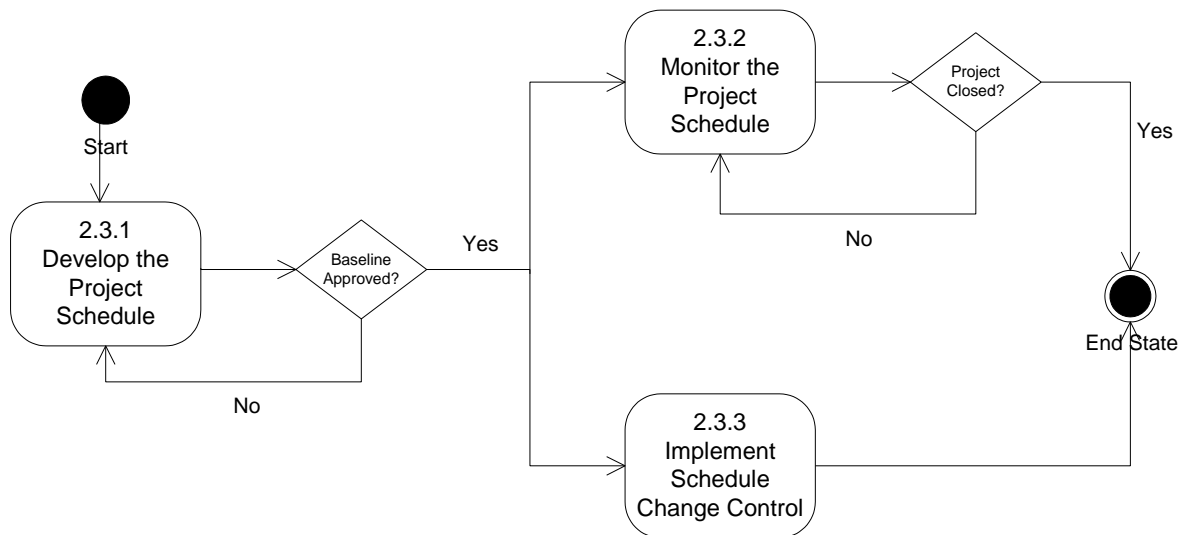 Start
2.3.1
Develop the
Project
Schedule
Baseline
Approved?
Yes
No
2.3.2
Monitor the
Project
Schedule
Project
Closed?
Yes
No
End State
2.3.3
Implement
Schedule
Change Control